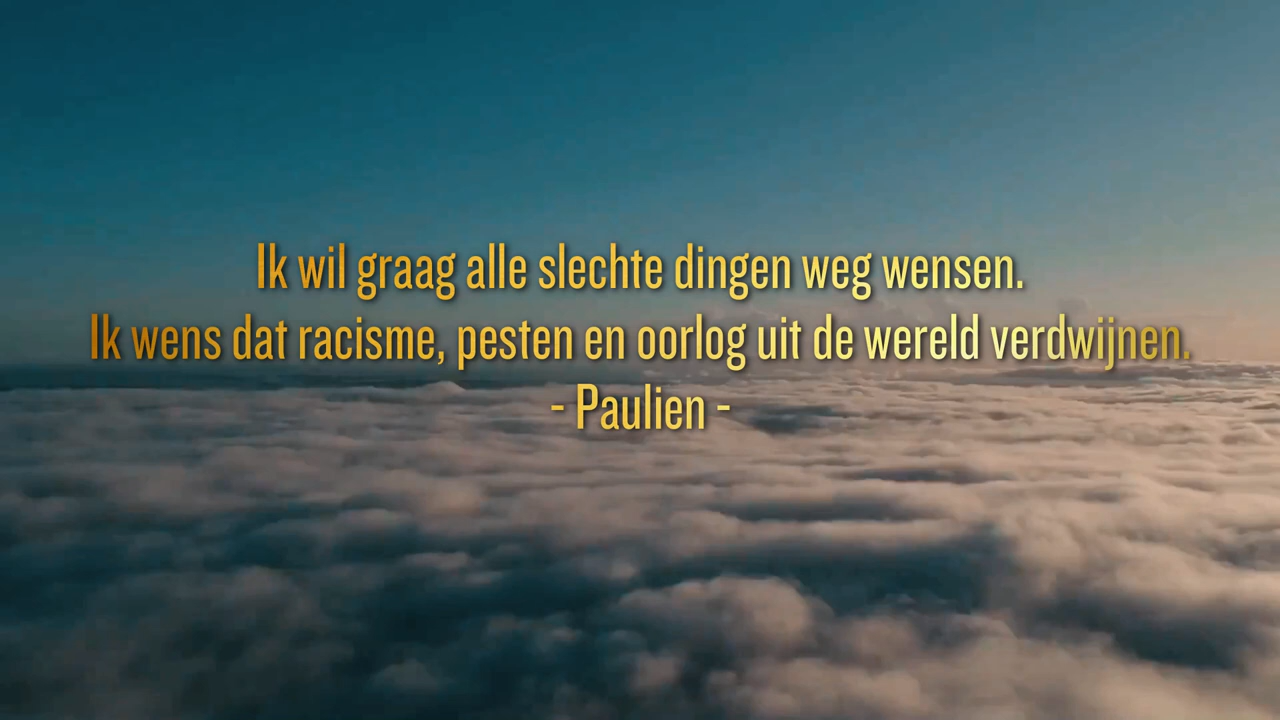 Ik wil graag alle slechte dingen weg wensen.
Ik wens dat racisme, pesten en oorlog uit de wereld verdwijnen.
- Paulien -